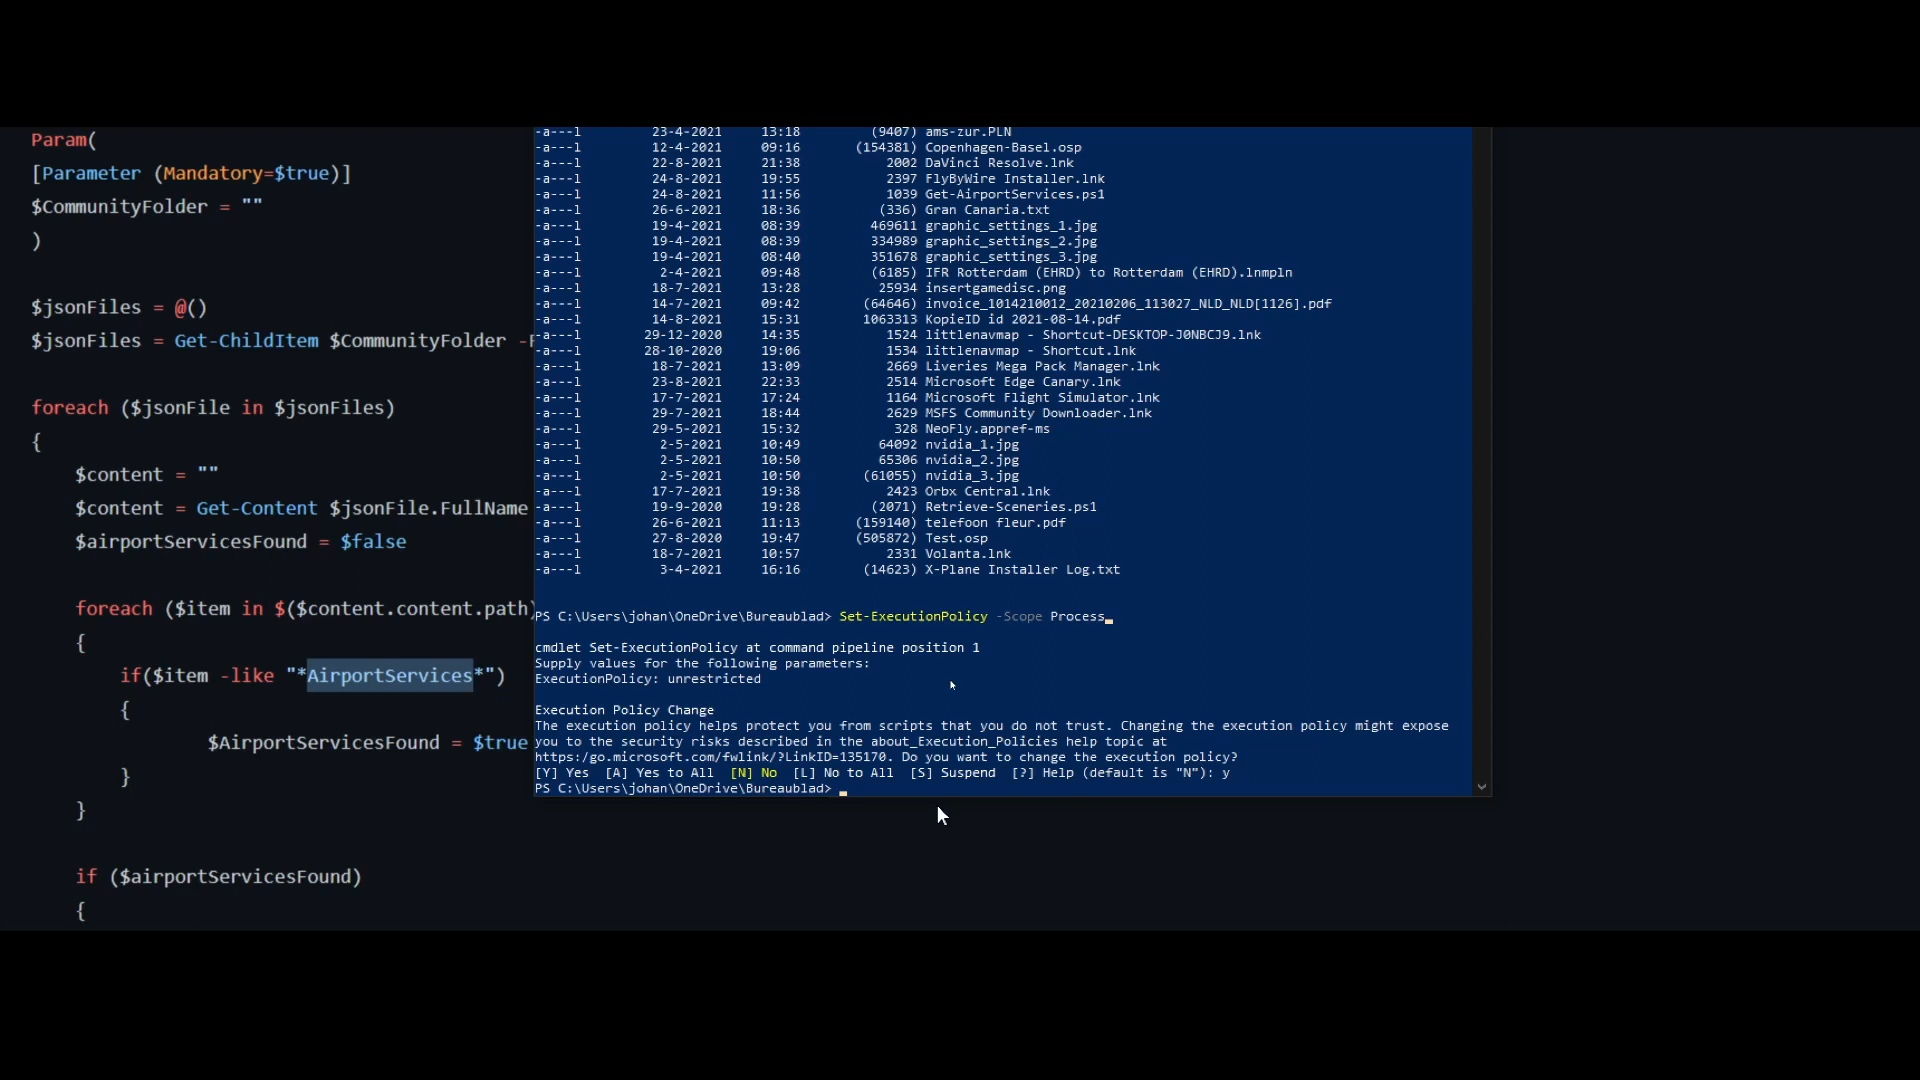 Param(
[Parameter (Mandatory=$true)]
$CommunityFolder = ""
)
$jsonFiles = @()
$jsonFiles = Get-ChildItem $CommunityFolder -
foreach ($jsonFile in $jsonFiles)
{
$content = ""
$content = Get-Content $jsonFile.FullName
$airportServicesFound = $false
foreach ($item in $($content.content.path)
{
if($item -like "*AirportServices*")
{
$AirportServicesFound = $true
}
}
if ($airportServicesFound)
{
-a---l 23-4-2021 13:18 (9407) ams-zur.PLN
-a---l 12-4-2021 09:16 (154381) Copenhagen-Basel.osp
-a---l 22-8-2021 21:38 2002 DaVinci Resolve.lnk
-a---l 24-8-2021 19:55 2397 FlyByWire Installer.lnk
-a---l 24-8-2021 11:56 1039 Get-AirportServices.ps1
-a---l 26-6-2021 18:36 (336) Gran Canaria.txt
-a---l 19-4-2021 08:39 469611 graphic_settings_1.jpg
-a---l 19-4-2021 08:39 334989 graphic_settings_2.jpg
-a---l 19-4-2021 08:40 351678 graphic_settings_3.jpg
-a---l 2-4-2021 09:48 (6185) IFR Rotterdam (EHRD) to Rotterdam (EHRD).lnmpln
-a---l 18-7-2021 13:28 25934 insertgamedisc.png
-a---l 14-7-2021 09:42 (64646) invoice_1014210012_20210206_113027_NLD_NLD[1126].pdf
-a---l 14-8-2021 15:31 1063313 KopieID id 2021-08-14.pdf
-a---l 29-12-2020 14:35 1524 littlenavmap - Shortcut-DESKTOP-J0NBCJ9.lnk
-a---l 28-10-2020 19:06 1534 littlenavmap - Shortcut.lnk
-a---l 18-7-2021 13:09 2669 Liveries Mega Pack Manager.lnk
-a---l 23-8-2021 22:33 2514 Microsoft Edge Canary.lnk
-a---l 17-7-2021 17:24 1164 Microsoft Flight Simulator.lnk
-a---l 29-7-2021 18:44 2629 MSFS Community Downloader.lnk
-a---l 29-5-2021 15:32 328 NeoFly.appref-ms
-a---l 2-5-2021 10:49 64092 nvidia_1.jpg
-a---l 2-5-2021 10:50 65306 nvidia_2.jpg
-a---l 2-5-2021 10:50 (61055) nvidia_3.jpg
-a---l 17-7-2021 19:38 2423 Orbx Central.lnk
-a---l 19-9-2020 19:28 (2071) Retrieve-Sceneries.ps1
-a---l 26-6-2021 11:13 (159140) telefoon fleur.pdf
-a---l 27-8-2020 19:47 (505872) Test.osp
-a---l 18-7-2021 10:57 2331 Volanta.lnk
-a---l 3-4-2021 16:16 (14623) X-Plane Installer Log.txt
PS C:\Users\johan\OneDrive\Bureaublad> Set-ExecutionPolicy -Scope Process
cmdlet Set-ExecutionPolicy at command pipeline position 1
Supply values for the following parameters:
ExecutionPolicy: unrestricted
Execution Policy Change
The execution policy helps protect you from scripts that you do not trust. Changing the execution policy might expose
you to the security risks described in the about_Execution_Policies help topic at
https:/go.microsoft.com/fwlink/?LinkID=135170. Do you want to change the execution policy?
[Y] Yes [A] Yes to All [N] No [L] No to All [S] Suspend [?] Help (default is "N"): y
PS C:\Users\johan\OneDrive\Bureaublad>